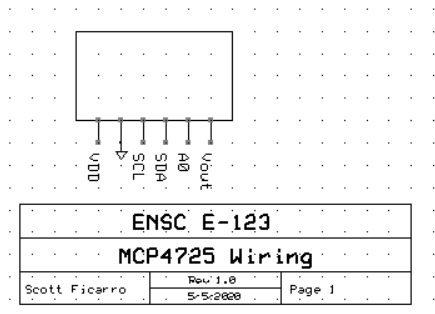 VDD
SCL
SDA
A0
Vout
ENSC E-123
MCP4725 Wiring
Scott Ficarro
Rev 1.0
5/5/2020
Page 1